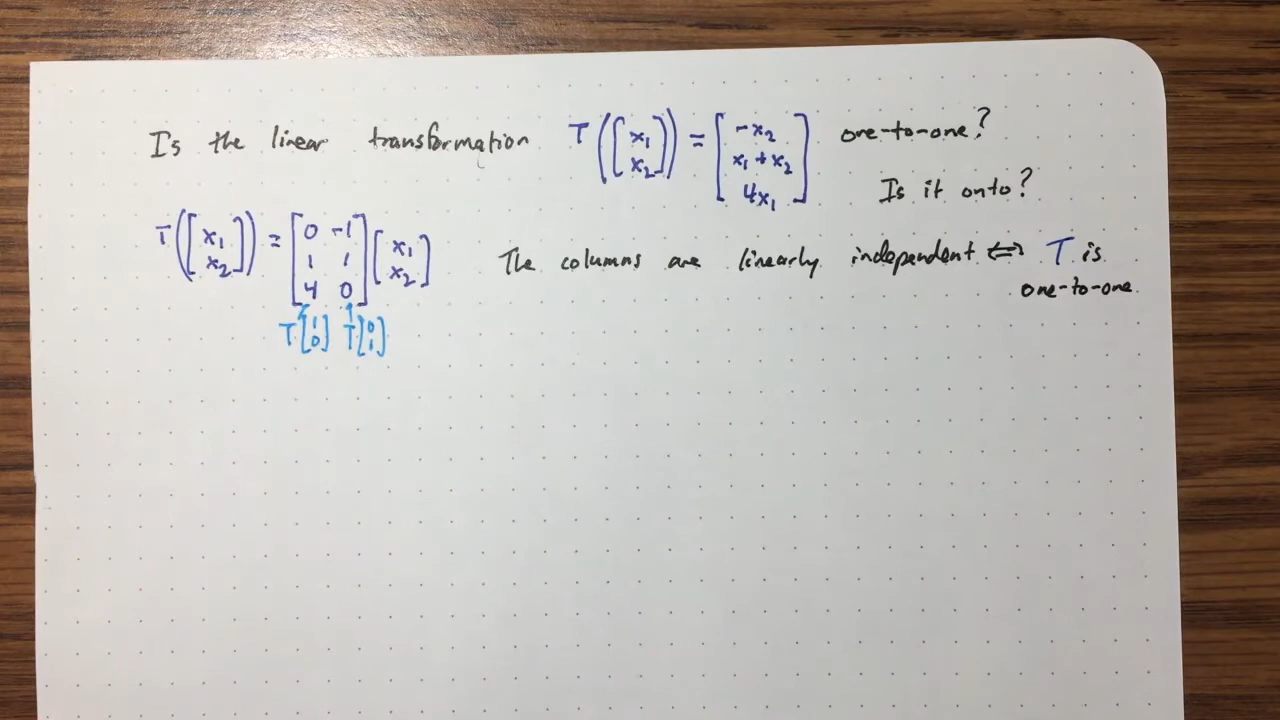 Is the linear transformation T([x₁ x₂]) = [-x₂ x₁ + x₂ 4x₁] one-to-one?
Is it onto?
T([x₁ x₂]) = [0 -1 1 1 4 0] [x₁ x₂]
T[1 0] T[0 1]
The columns are linearly independent ⇔ T is
one-to-one.